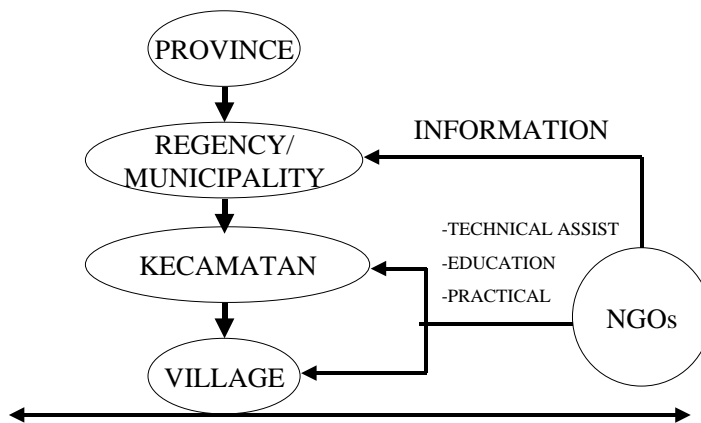 PROVINCE
REGENCY/
MUNICIPALITY
INFORMATION
KECAMATAN
-TECHNICAL ASSIST
-EDUCATION
-PRACTICAL
NGOs
VILLAGE